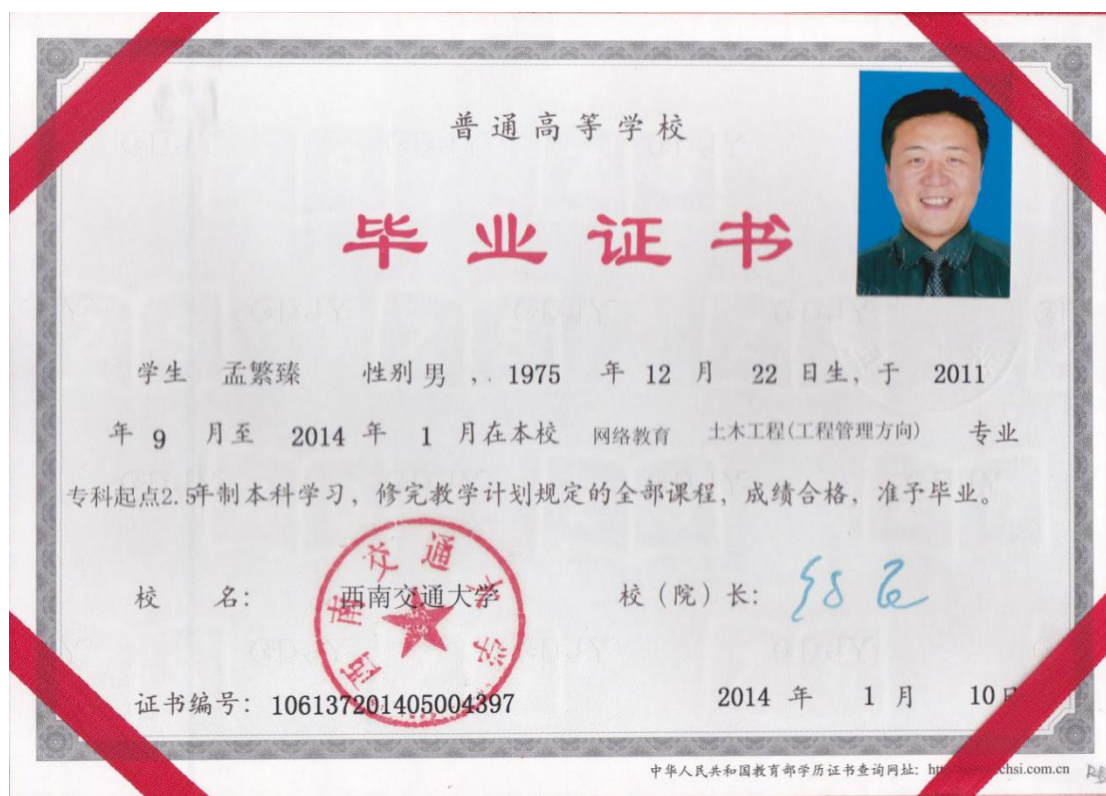 普通高等学校
毕业证书
学生 孟繁臻 性别 男 ，. 1975 年 12 月 22 日生，于 2011
年 9 月至 2014 年 1 月在本校 网络教育 土木工程(工程管理方向) 专业
专科起点2.5年制本科学习，修完教学计划规定的全部课程，成绩合格，准予毕业。
校 名： 西南交通大学 校（院）长：
西南交通大学
证书编号：106137201405004397 2014 年 1 月 10日
中华人民共和国教育部学历证书查询网址： chsi.com.cn